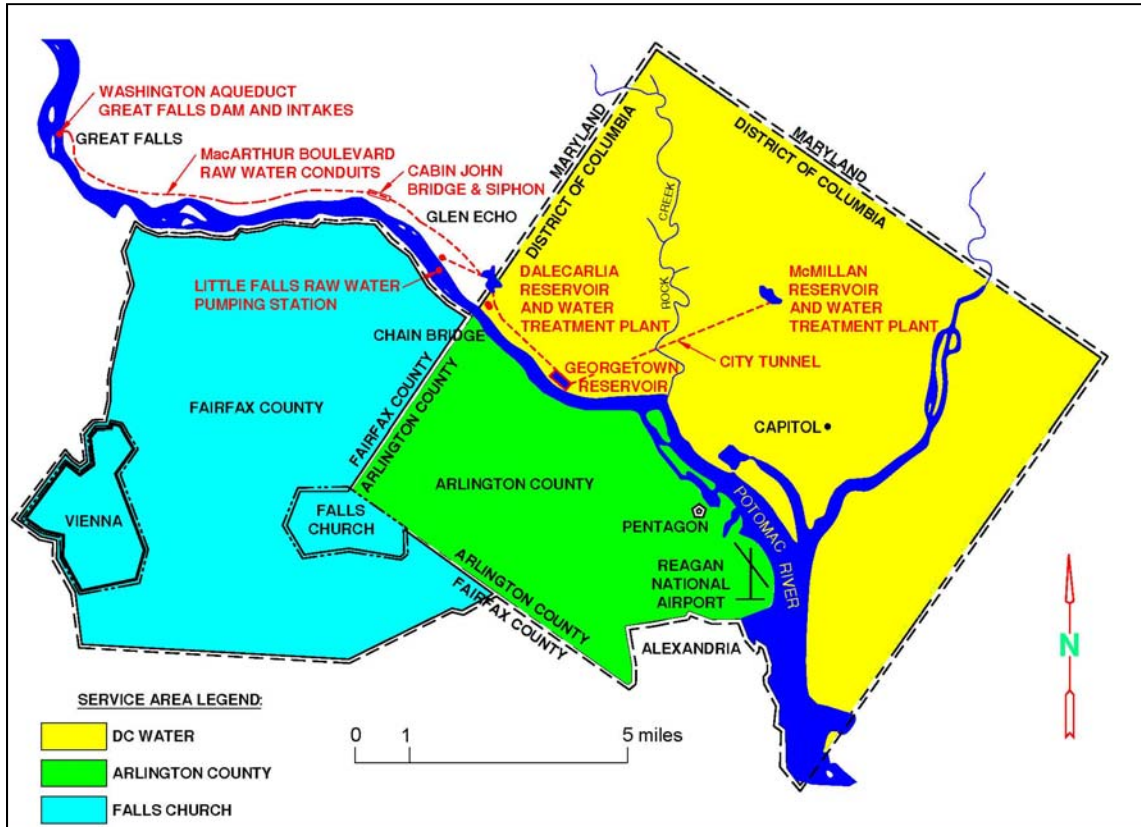 WASHINGTON AQUEDUCT
GREAT FALLS DAM AND INTAKES
GREAT FALLS
MacARTHUR BOULEVARD
RAW WATER CONDUITS
CABIN JOHN
BRIDGE & SIPHON
GLEN ECHO
MARYLAND
DISTRICT OF COLUMBIA
MARYLAND
DISTRICT OF COLUMBIA
ROCK CREEK
LITTLE FALLS RAW WATER
PUMPING STATION
DALECARLIA
RESERVOIR
AND WATER
TREATMENT PLANT
McMILLAN
RESERVOIR
AND WATER
TREATMENT PLANT
CHAIN BRIDGE
GEORGETOWN
RESERVOIR
CITY TUNNEL
FAIRFAX COUNTY
FAIRFAX COUNTY
ARLINGTON COUNTY
CAPITOL
ARLINGTON COUNTY
VIENNA
FALLS
CHURCH
PENTAGON
POTOMAC
RIVER
REAGAN
NATIONAL
AIRPORT
ARLINGTON COUNTY
FAIRFAX COUNTY
ALEXANDRIA
N
SERVICE AREA LEGEND:
DC WATER
ARLINGTON COUNTY
FALLS CHURCH
0 1 5 miles